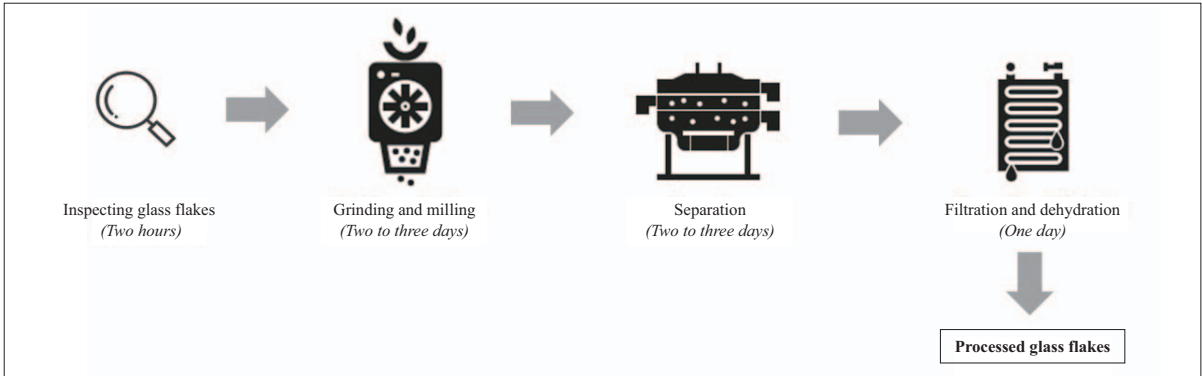 Inspecting glass flakes
(Two hours)
Grinding and milling
(Two to three days)
Separation
(Two to three days)
Filtration and dehydration
(One day)
Processed glass flakes